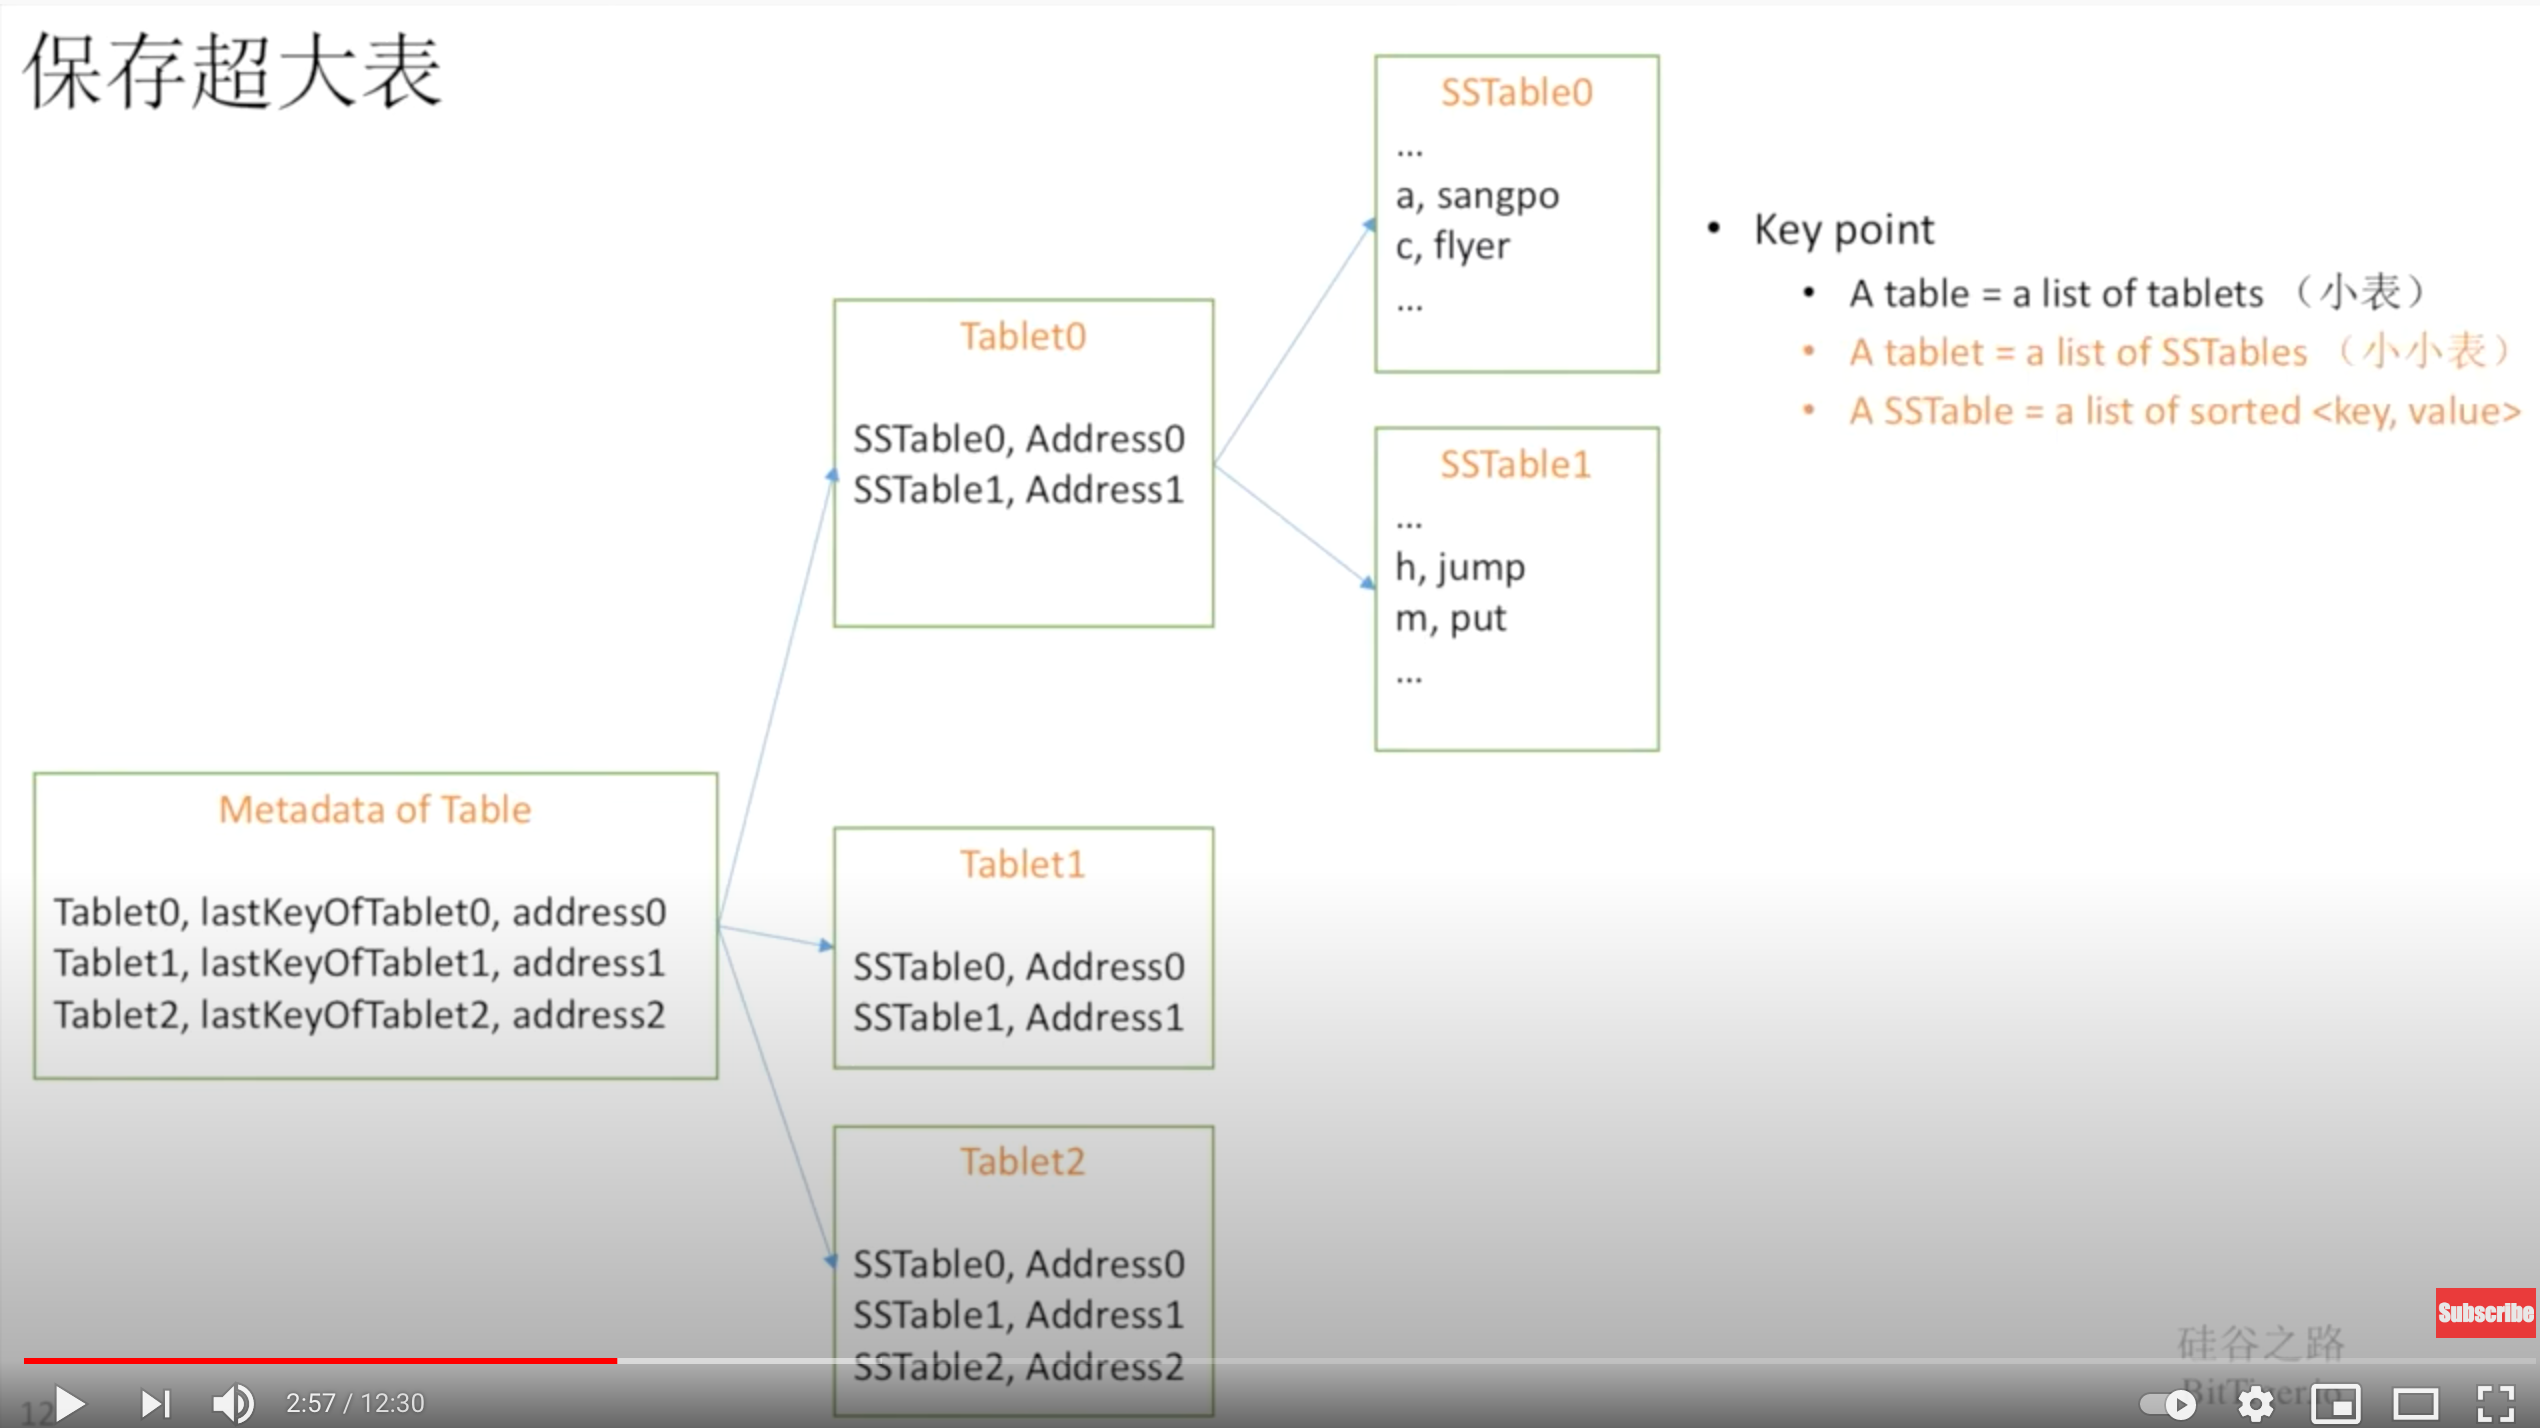 保存超大表
SSTable0
...
a, sangpo
c, flyer
...
Key point
A table = a list of tablets （小表）
A tablet = a list of SSTables （小小表）
A SSTable = a list of sorted <key, value>
Tablet0
SSTable0, Address0
SSTable1, Address1
SSTable1
...
h, jump
m, put
...
Metadata of Table
Tablet0, lastKeyOfTablet0, address0
Tablet1, lastKeyOfTablet1, address1
Tablet2, lastKeyOfTablet2, address2
Tablet1
SSTable0, Address0
SSTable1, Address1
Tablet2
SSTable0, Address0
SSTable1, Address1
SSTable2, Address2
Subscribe
硅谷之路
BitTiger.io
12
2:57 / 12:30